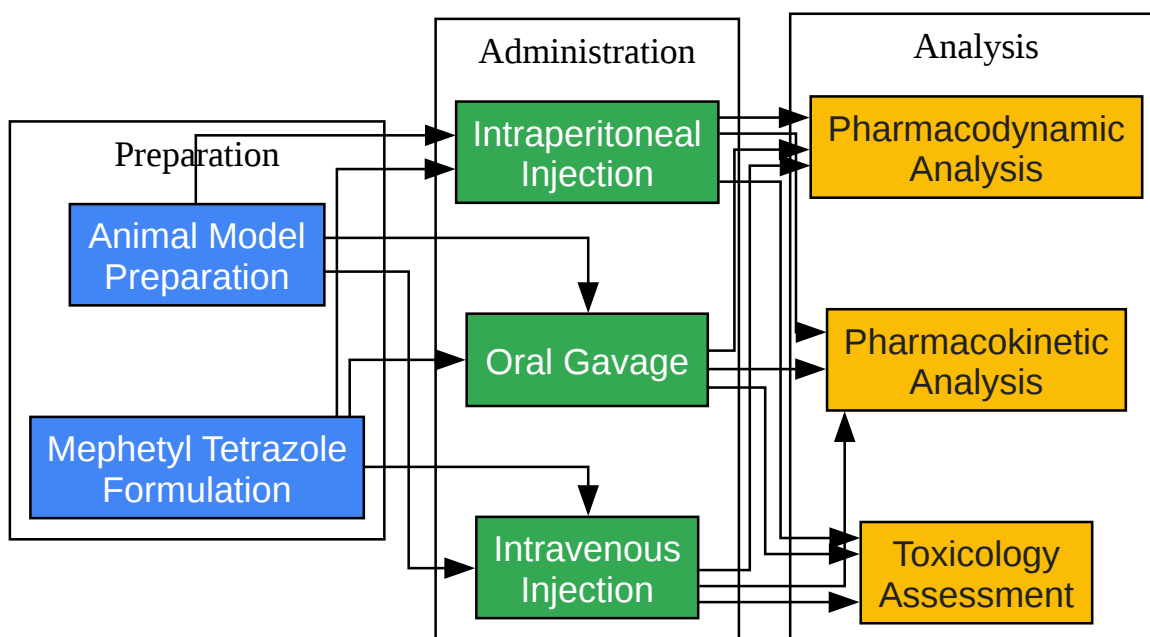 Preparation
Animal Model
Preparation
Mephetyl Tetrazole
Formulation
Administration
Intraperitoneal
Injection
Oral Gavage
Intravenous
Injection
Analysis
Pharmacodynamic
Analysis
Pharmacokinetic
Analysis
Toxicology
Assessment